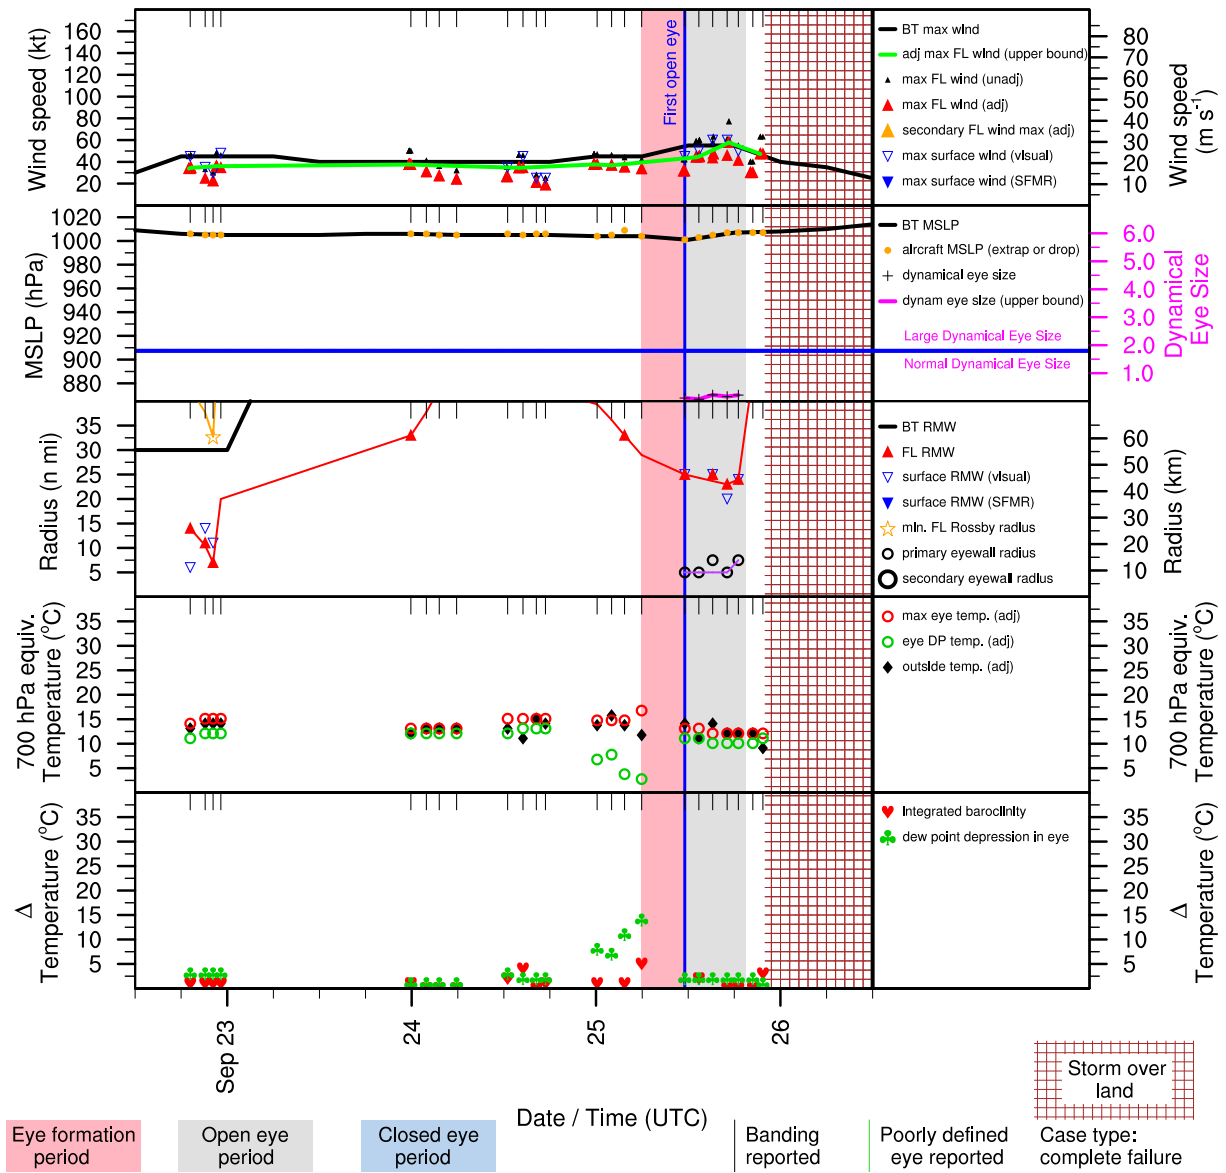 160
140
120
100
80
60
40
20
Wind speed (kt)
First open eye
BT max wind
adj max FL wind (upper bound)
max FL wind (unadj)
max FL wind (adj)
secondary FL wind max (adj)
max surface wind (visual)
max surface wind (SFMR)
80
70
60
50
40
30
20
10
Wind speed
(m s-1)
1020
1000
980
960
940
920
900
880
MSLP (hPa)
BT MSLP
aircraft MSLP (extrap or drop)
dynamical eye size
dynam eye size (upper bound)
Large Dynamical Eye Size
Normal Dynamical Eye Size
6.0
5.0
4.0
3.0
2.0
1.0
Dynamical
Eye Size
35
30
25
20
15
10
5
Radius (n mi)
BT RMW
FL RMW
surface RMW (visual)
surface RMW (SFMR)
min. FL Rossby radius
primary eyewall radius
secondary eyewall radius
60
50
40
30
20
10
Radius (km)
35
30
25
20
15
10
5
700 hPa equiv.
Temperature (°C)
max eye temp. (adj)
eye DP temp. (adj)
outside temp. (adj)
35
30
25
20
15
10
5
700 hPa equiv.
Temperature (°C)
35
30
25
20
15
10
5
Δ
Temperature (°C)
integrated baroclinity
dew point depression in eye
35
30
25
20
15
10
5
Δ
Temperature (°C)
Sep 23
24
25
26
Date / Time (UTC)
Storm over
land
Eye formation
period
Open eye
period
Closed eye
period
Banding
reported
Poorly defined
eye reported
Case type:
complete failure